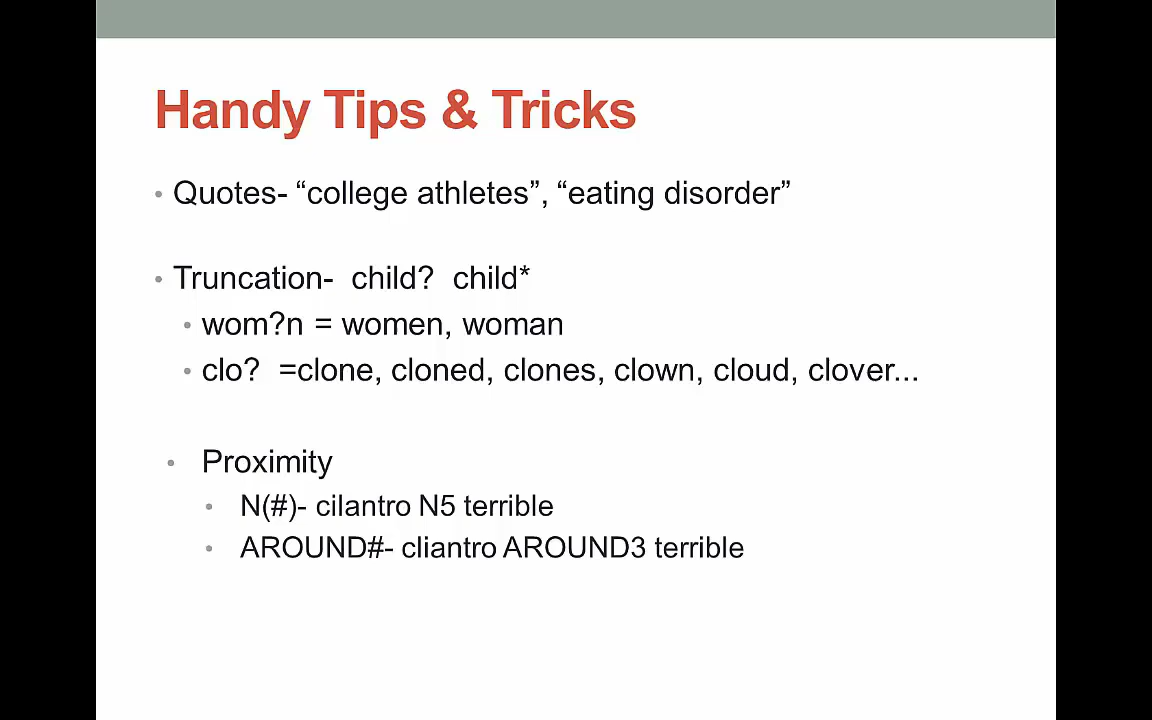 Handy Tips & Tricks
• Quotes- “college athletes”, “eating disorder”
• Truncation- child? child*
• wom?n = women, woman
• clo? =clone, cloned, clones, clown, cloud, clover...
• Proximity
• N(#)- cilantro N5 terrible
• AROUND#- cliantro AROUND3 terrible